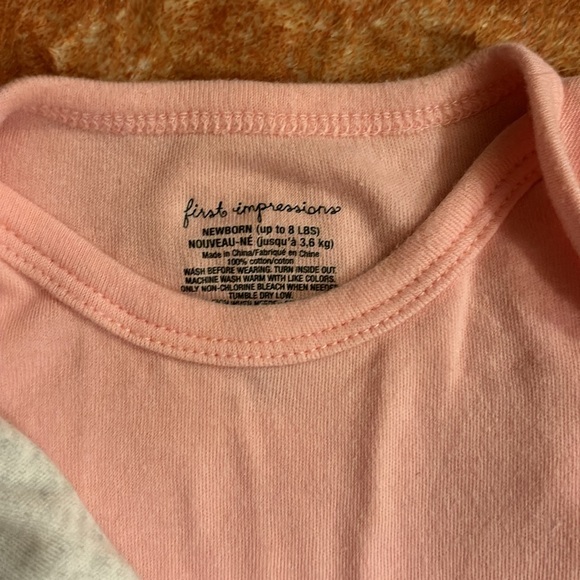 first impressions
NEWBORN (up to 8 LBS)
NOUVEAU-NÉ (jusqu'à 3,6 kg)
Made in China/Fabriqué en Chine
100% cotton/coton
WASH BEFORE WEARING. TURN INSIDE OUT.
MACHINE WASH WARM WITH LIKE COLORS.
ONLY NON-CHLORINE BLEACH WHEN NEEDED
TUMBLE DRY LOW.